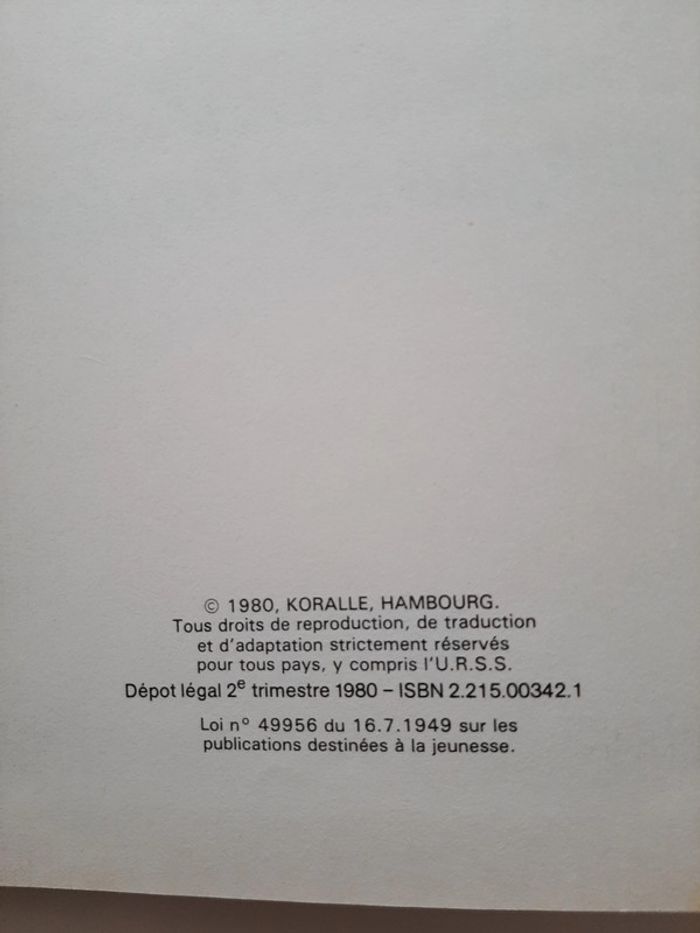 © 1980, KORALLE, HAMBOURG.
Tous droits de reproduction, de traduction
et d'adaptation strictement réservés
pour tous pays, y compris l'U.R.S.S.
Dépot légal 2e trimestre 1980 – ISBN 2.215.00342.1
Loi n° 49956 du 16.7.1949 sur les
publications destinées à la jeunesse.